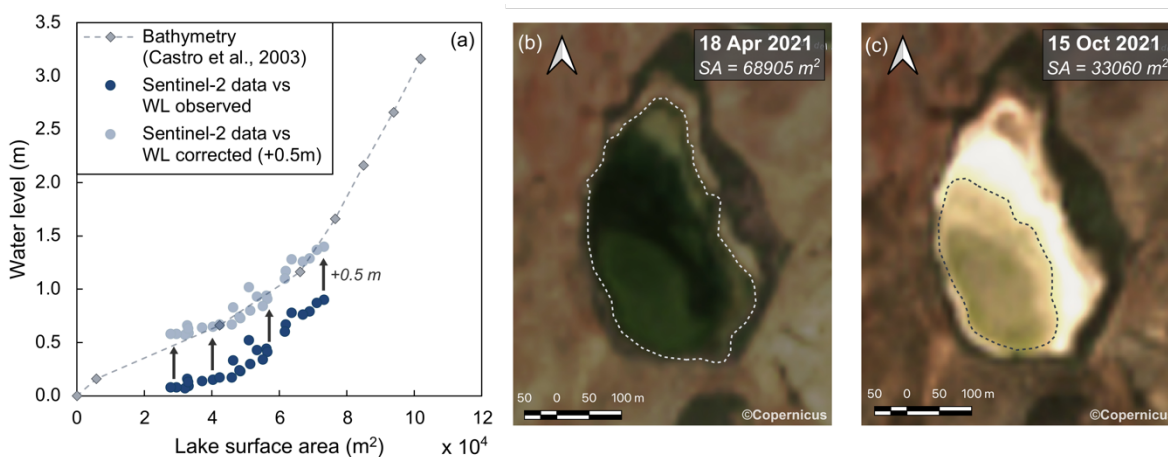 3.5
3.0
2.5
2.0
1.5
1.0
0.5
0.0
Water level (m)
0
2
4
6
8
10
12
Lake surface area (m²)
x 10⁴
(a)
Bathymetry
(Castro et al., 2003)
Sentinel-2 data vs
WL observed
Sentinel-2 data vs
WL corrected (+0.5m)
+0.5 m
(b)
18 Apr 2021
SA = 68905 m²
50 0 50 100 m
©Copernicus
(c)
15 Oct 2021
SA = 33060 m²
50 0 50 100 m
©Copernicus